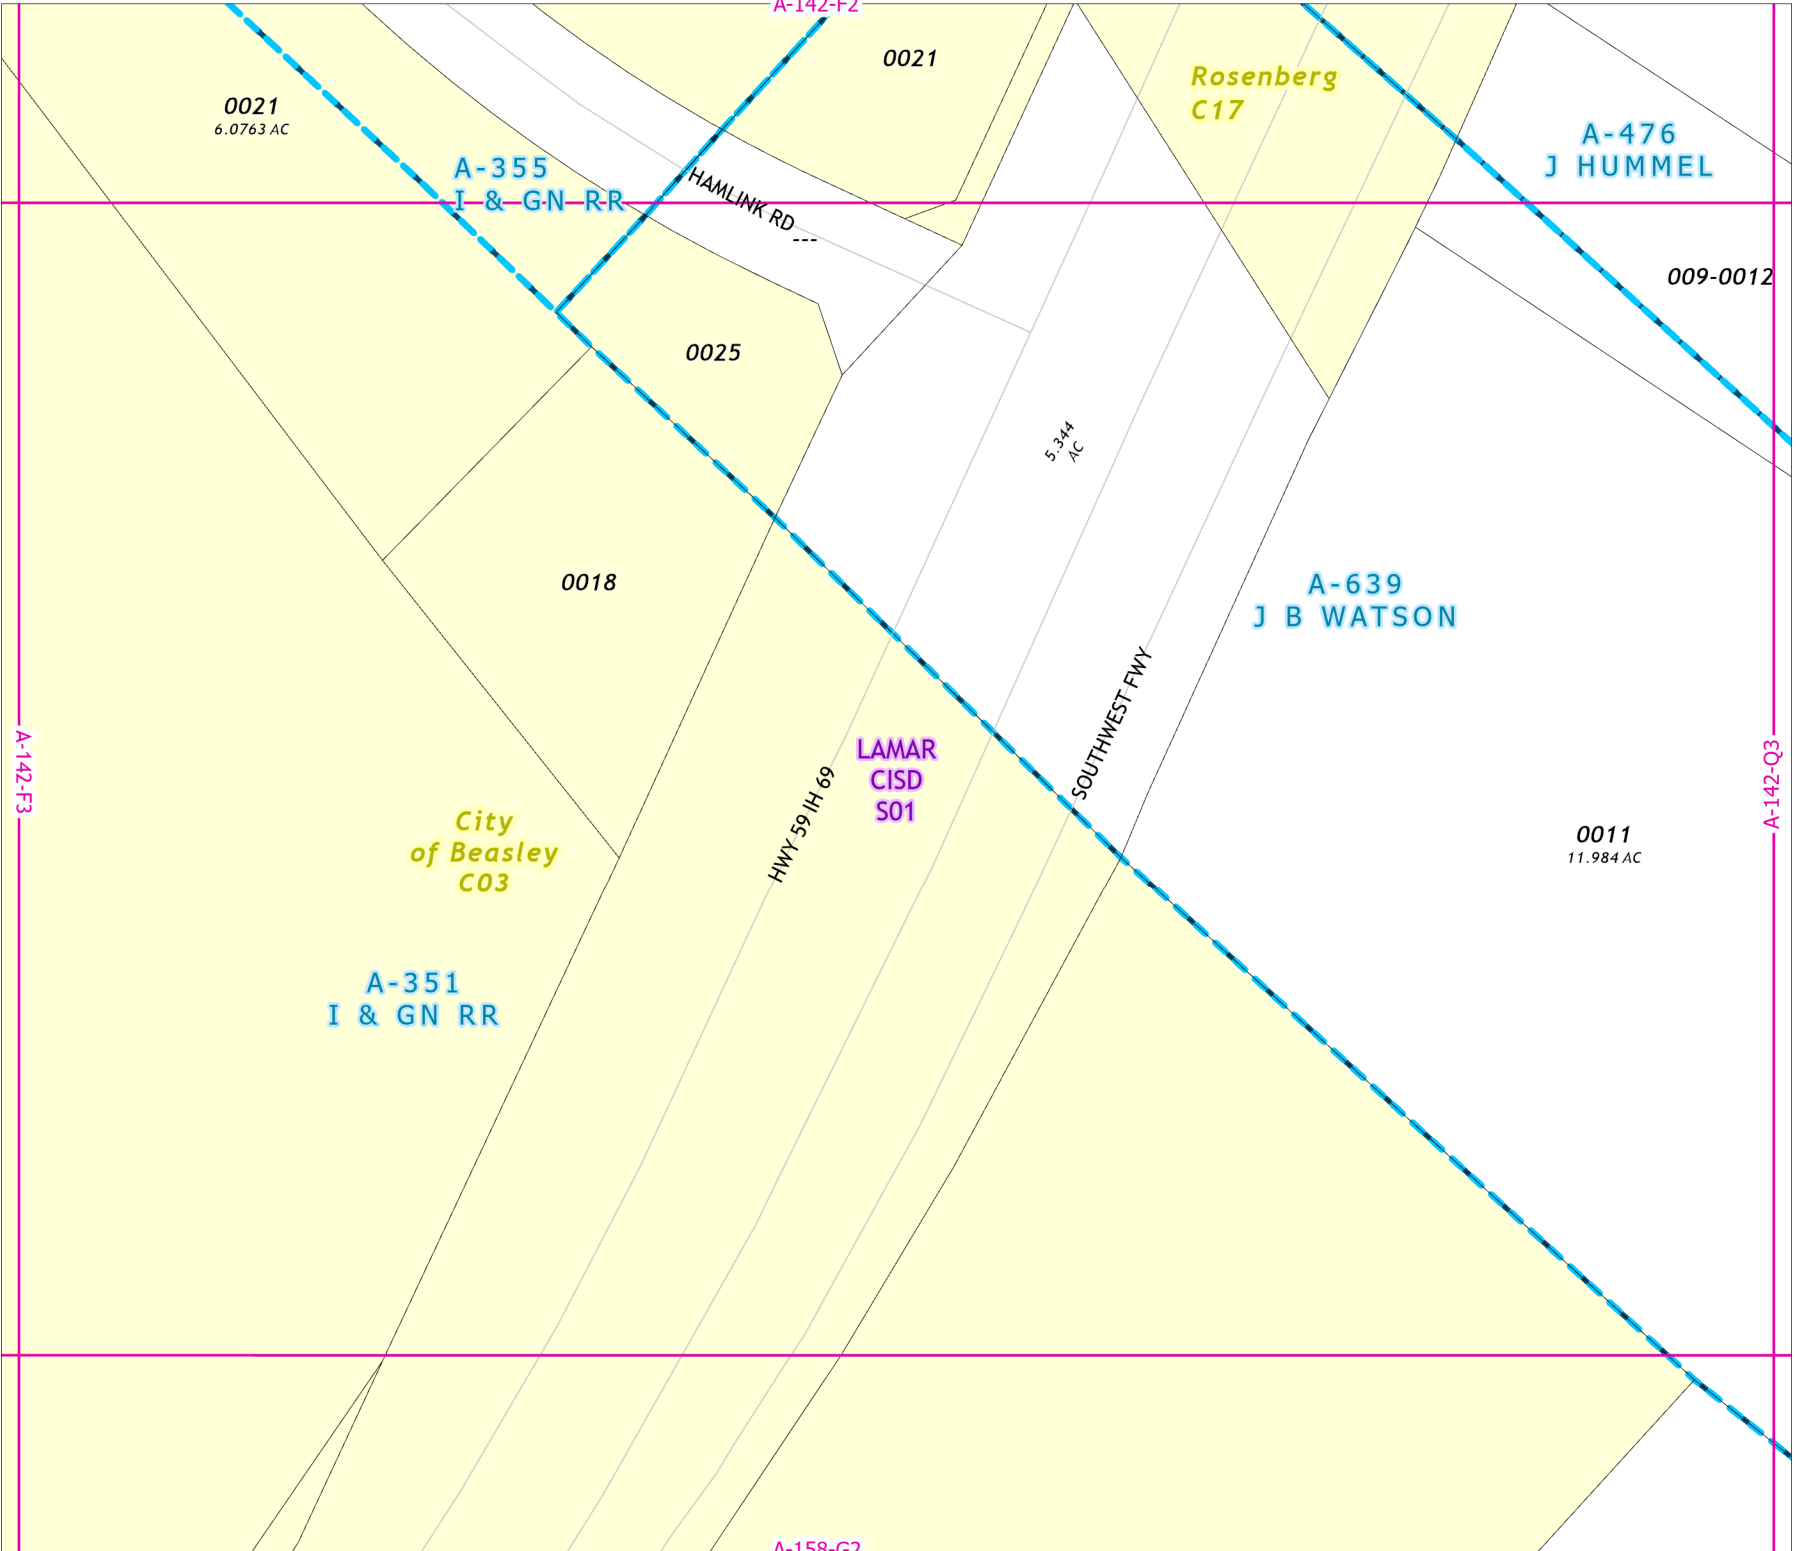 A-142-F2
0021
Rosenberg
C17
0021
6.0763 AC
A-476
J HUMMEL
A-355
I & GN RR
HAMLINK RD
---
009-0012
0025
5.344
AC
0018
A-639
J B WATSON
SOUTHWEST FWY
LAMAR
CISD
S01
HWY 59 IH 69
A-142-F3
A-142-Q3
City
of Beasley
C03
0011
11.984 AC
A-351
I & GN RR
A-158-G2